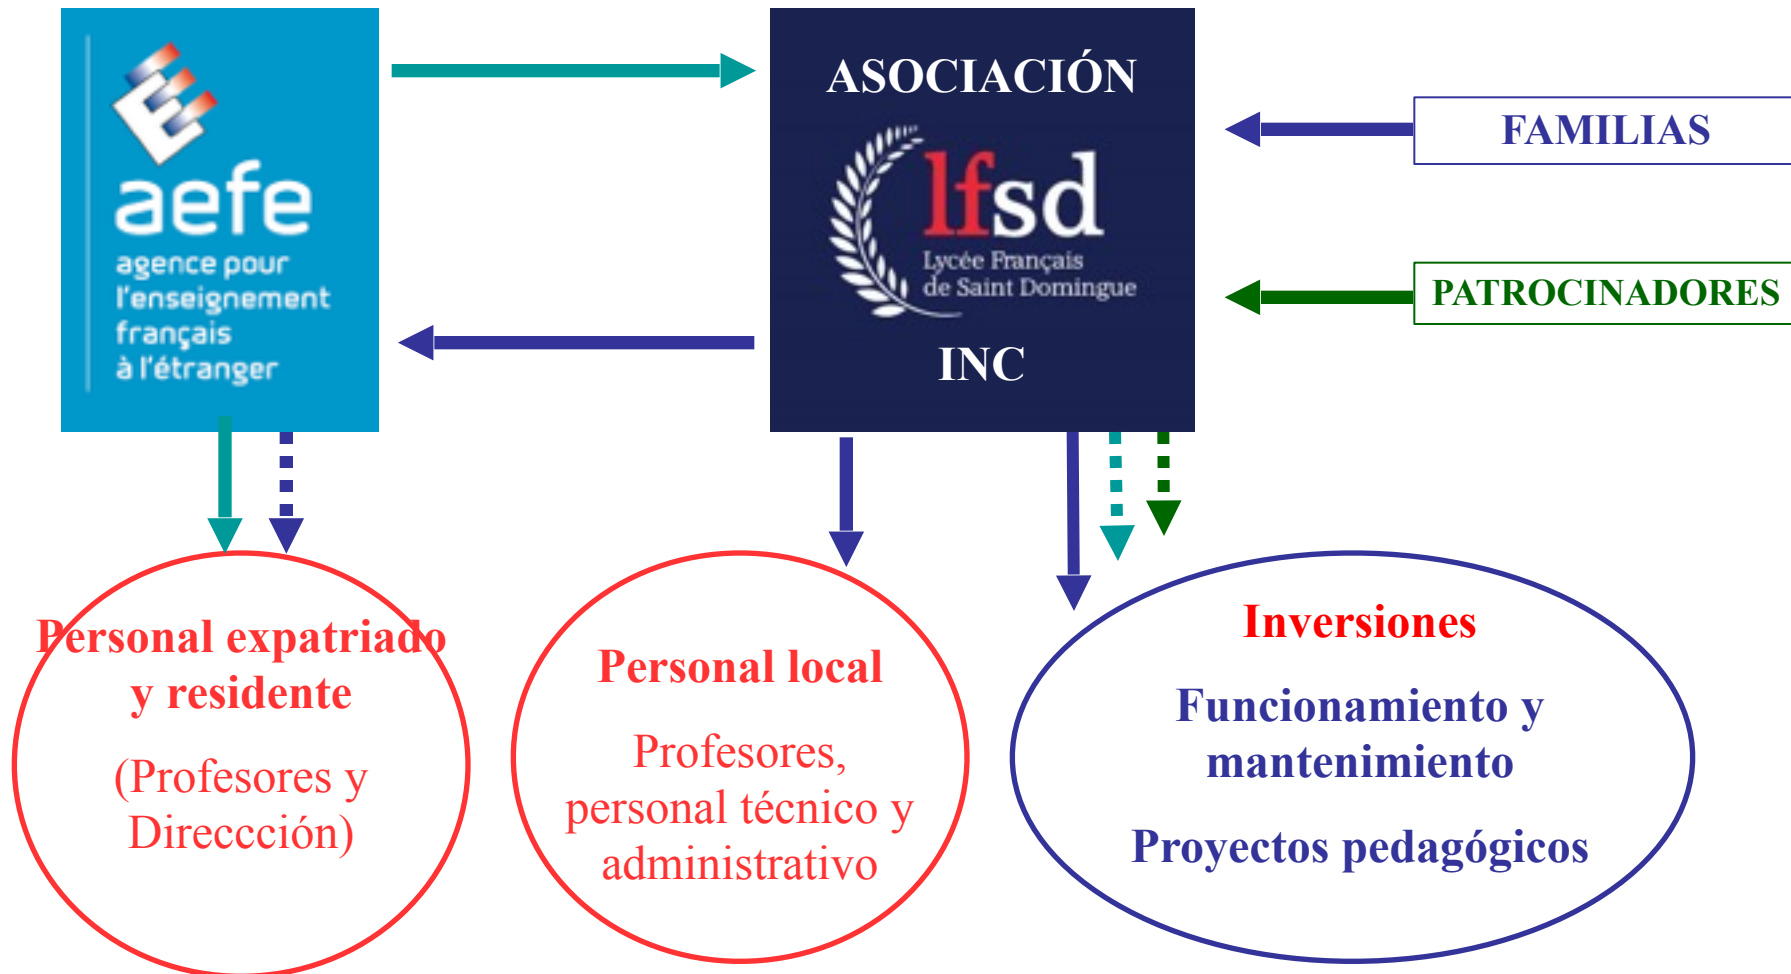 aefe
agence pour
l'enseignement
français
à l'étranger
ASOCIACIÓN
lfsd
Lycée Français
de Saint Domingue
INC
FAMILIAS
PATROCINADORES
Personal expatriado
y residente
(Profesores y
Direccción)
Personal local
Profesores,
personal técnico y
administrativo
Inversiones
Funcionamiento y
mantenimiento
Proyectos pedagógicos